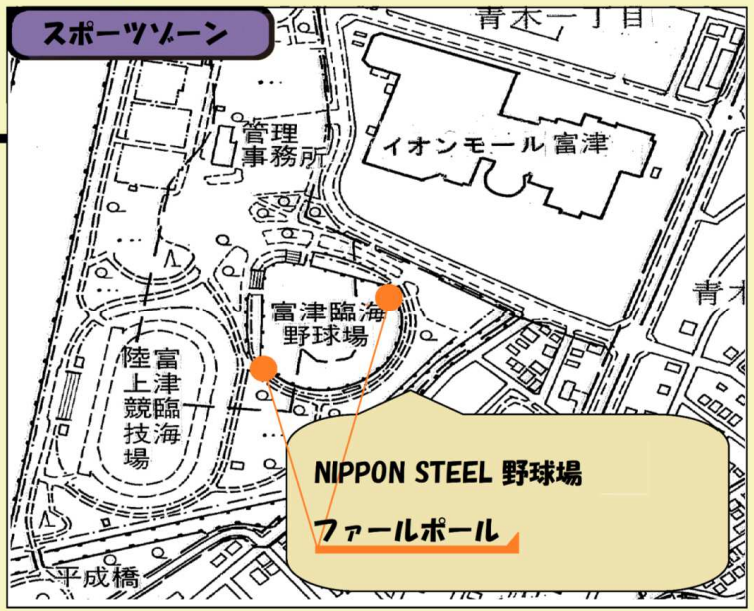 スポーツゾーン
青木一丁目
管理
事務所
イオンモール富津
富津臨海
野球場
青木
富津臨海
陸上競技場
NIPPON STEEL 野球場
ファールポール
平成橋